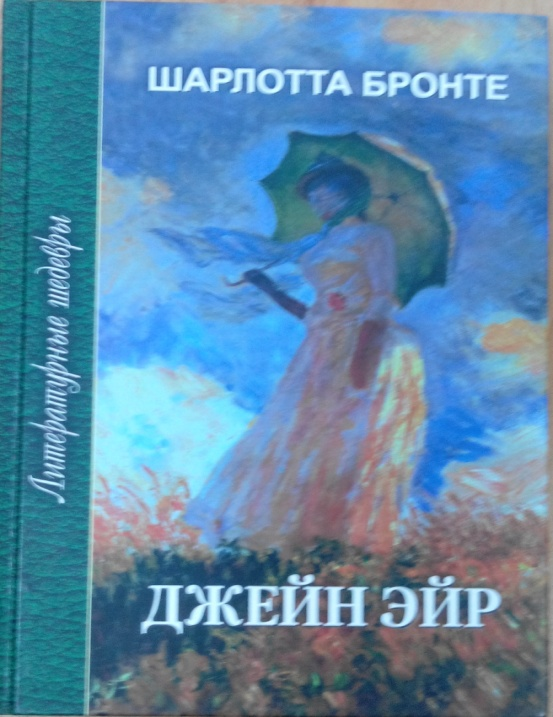 ШАРЛОТТА БРОНТЕ
Литературные шедевры
ДЖЕЙН ЭЙР